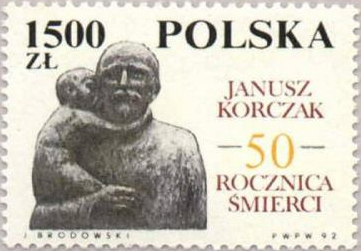 1500 POLSKA
ZŁ
JANUSZ
KORCZAK
50
ROCZNICA
ŚMIERCI
J. BRODOWSKI PWPW 92